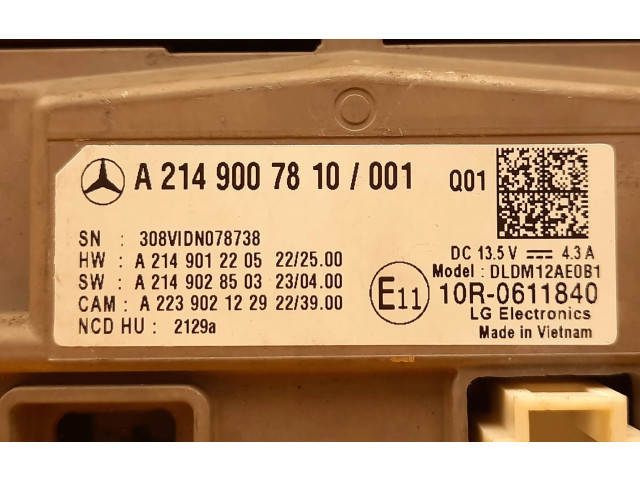 A 214 900 78 10 / 001 Q01
SN : 308VIDN078738
HW : A 214 901 22 05 22/25.00
SW : A 214 902 85 03 23/04.00
CAM : A 223 902 12 29 22/39.00
NCD HU : 2129a
DC 13.5 V ⎓ 4.3 A
Model : DLDM12AE0B1
E11 10R-0611840
LG Electronics
Made in Vietnam